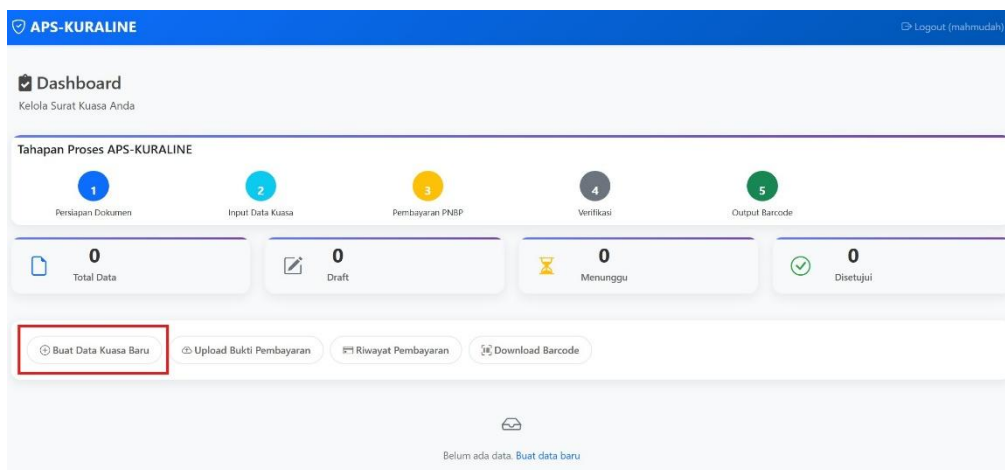 APS-KURALINE
Logout (mahmudah)
Dashboard
Kelola Surat Kuasa Anda
Tahapan Proses APS-KURALINE
1 2 3 4 5
Persiapan Dokumen Input Data Kuasa Pembayaran PNBP Verifikasi Output Barcode
0
Total Data
0
Draft
0
Menunggu
0
Disetujui
Buat Data Kuasa Baru
Upload Bukti Pembayaran
Riwayat Pembayaran
Download Barcode
Belum ada data. Buat data baru